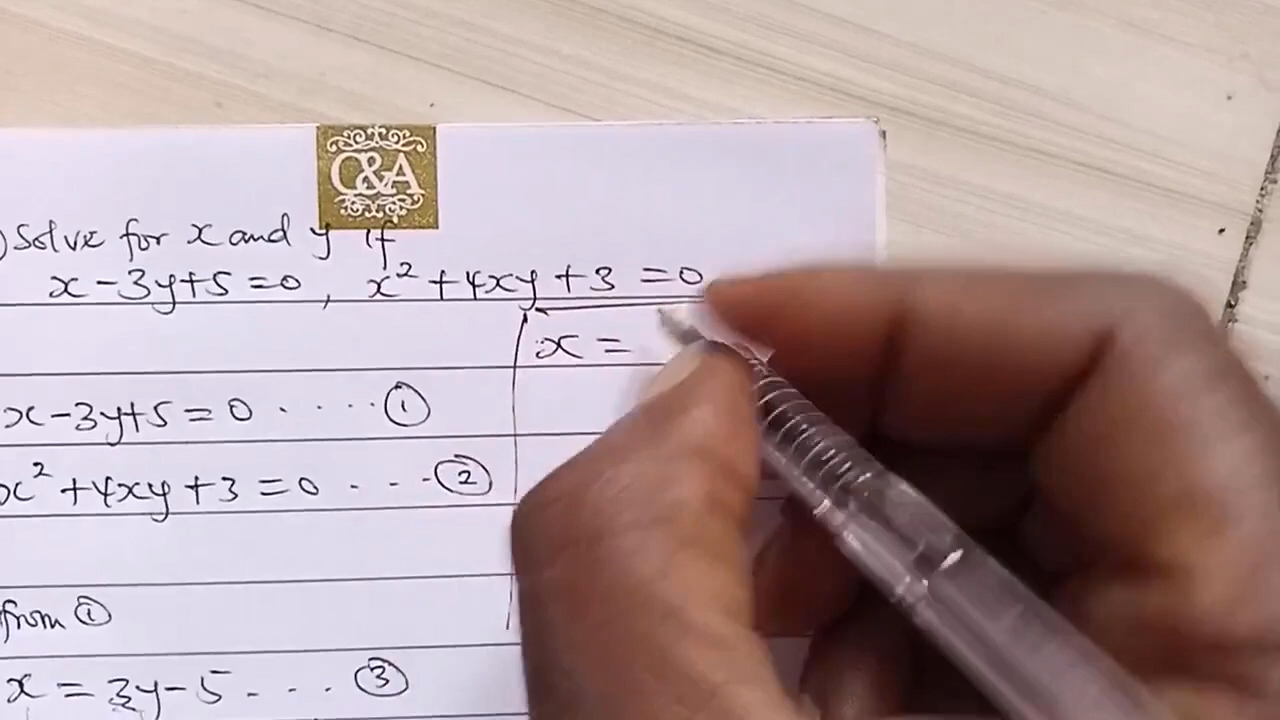 C&A
) Solve for x and y if
x-3y+5=0 , x²+4xy+3=0
x-3y+5=0 ..... ①
x²+4xy+3=0 ... ②
from ①
x=3y-5 ... ③
x=